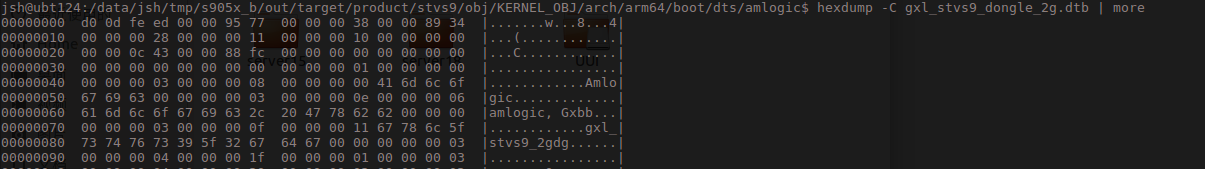 jsh@ubt124:/data/jsh/tmp/s905x_b/out/target/product/stvs9/obj/KERNEL_OBJ/arch/arm64/boot/dts/amlogic$ hexdump -C gxl_stvs9_dongle_2g.dtb | more
00000000  d0 0d fe ed 00 00 95 77  00 00 00 38 00 00 89 34  |.......w...8...4|
00000010  00 00 00 28 00 00 00 11  00 00 00 10 00 00 00 00  |...(............|
00000020  00 00 0c 43 00 00 88 fc  00 00 00 00 00 00 00 00  |...C............|
00000030  00 00 00 00 00 00 00 00  00 00 00 01 00 00 00 00  |................|
00000040  00 00 00 03 00 00 00 08  00 00 00 00 41 6d 6c 6f  |............Amlo|
00000050  67 69 63 00 00 00 00 03  00 00 00 0e 00 00 00 06  |gic.............|
00000060  61 6d 6c 6f 67 69 63 2c  20 47 78 62 62 00 00 00  |amlogic, Gxbb...|
00000070  00 00 00 03 00 00 00 0f  00 00 00 11 67 78 6c 5f  |............gxl_|
00000080  73 74 76 73 39 5f 32 67  64 67 00 00 00 00 00 03  |stvs9_2gdg......|
00000090  00 00 00 04 00 00 00 1f  00 00 00 01 00 00 00 03  |................|